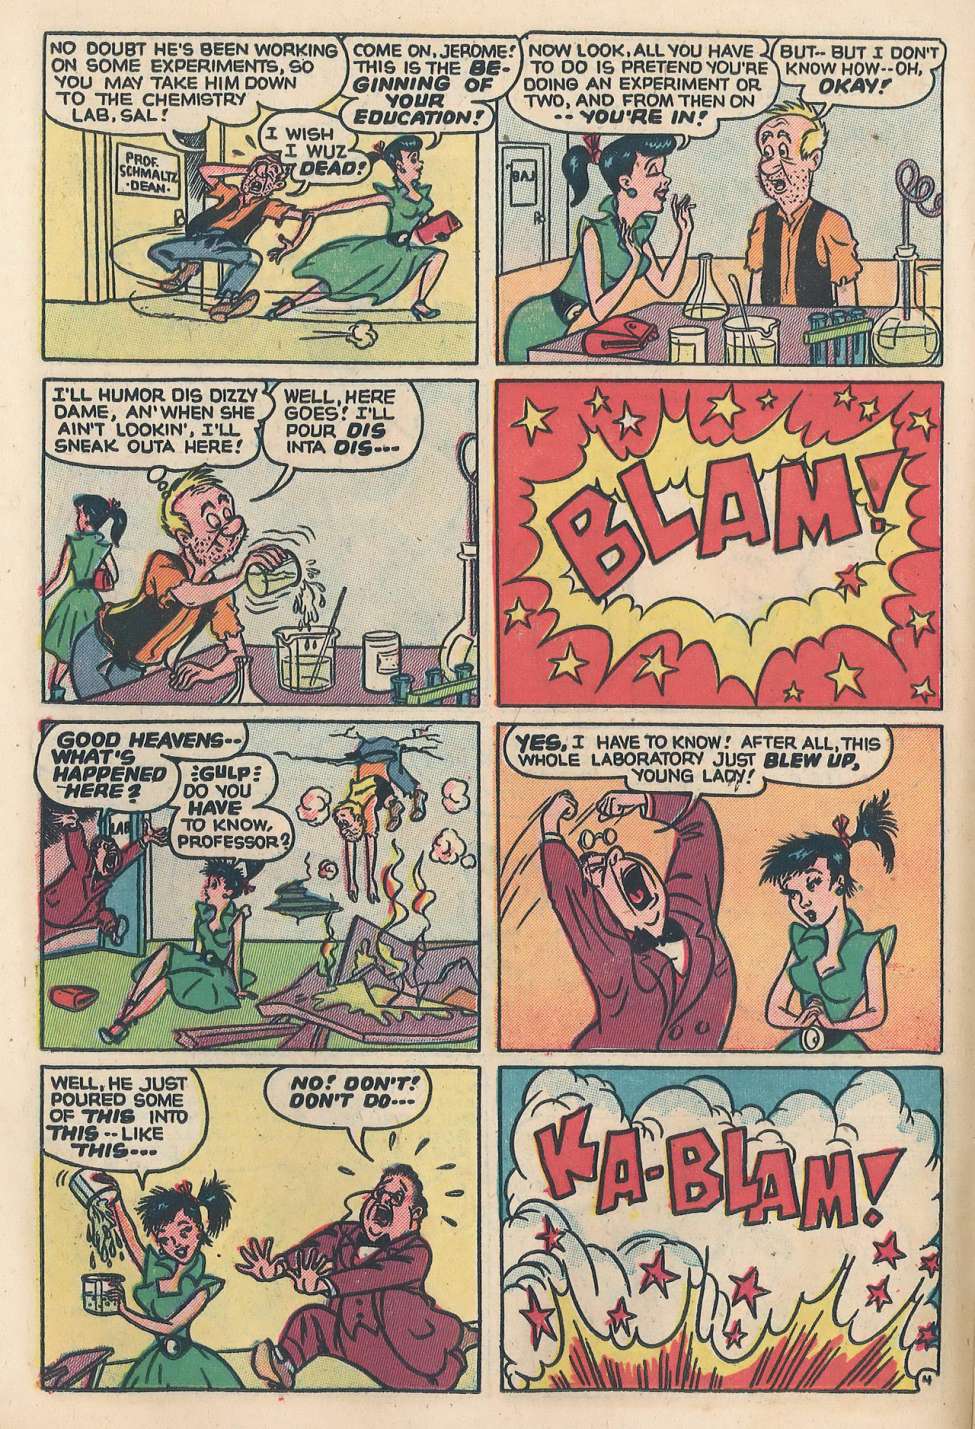 NO DOUBT HE'S BEEN WORKING
ON SOME EXPERIMENTS, SO
YOU MAY TAKE HIM DOWN
TO THE CHEMISTRY
LAB, SAL!
I WISH
I WUZ
DEAD!
COME ON, JEROME!
THIS IS THE BE-
GINNING OF
YOUR
EDUCATION!
PROF.
SCHMALTZ
·DEAN·
NOW LOOK, ALL YOU HAVE
TO DO IS PRETEND YOU'RE
DOING AN EXPERIMENT OR
TWO, AND FROM THEN ON
-- YOU'RE IN!
BUT-- BUT I DON'T
KNOW HOW--OH,
OKAY!
BAJ
I'LL HUMOR DIS DIZZY
DAME, AN' WHEN SHE
AIN'T LOOKIN', I'LL
SNEAK OUTA HERE!
WELL, HERE
GOES! I'LL
POUR DIS
INTA DIS---
BLAM!
GOOD HEAVENS--
WHAT'S
HAPPENED
HERE?
:GULP:
DO YOU
HAVE
TO KNOW,
PROFESSOR?
LAB
YES, I HAVE TO KNOW! AFTER ALL, THIS
WHOLE LABORATORY JUST BLEW UP,
YOUNG LADY!
WELL, HE JUST
POURED SOME
OF THIS INTO
THIS -- LIKE
THIS---
NO! DON'T!
DON'T DO---
KA-BLAM!
4